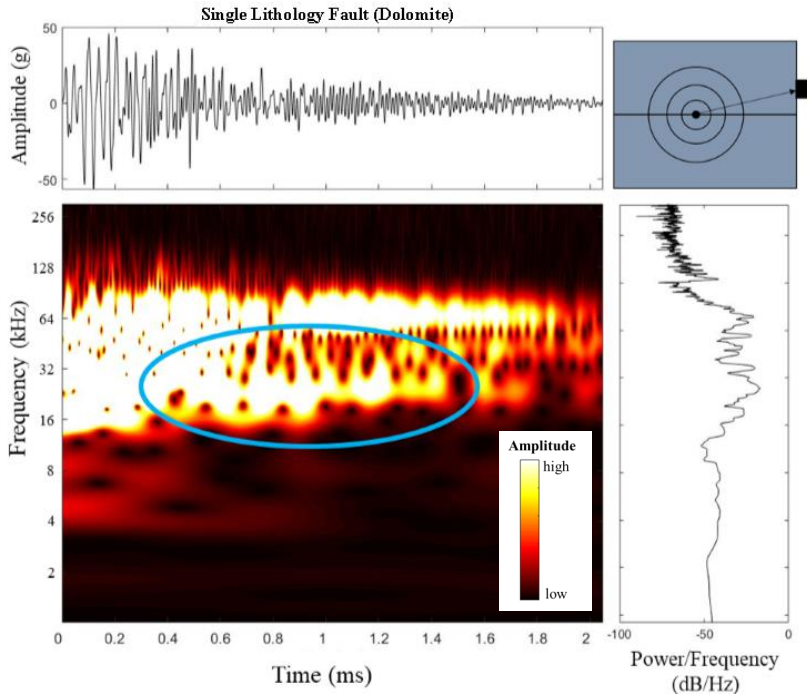 Single Lithology Fault (Dolomite)
Amplitude (g)
50
0
-50
Frequency (kHz)
256
128
64
32
16
8
4
2
Amplitude
high
low
0 0.2 0.4 0.6 0.8 1 1.2 1.4 1.6 1.8 2
Time (ms)
-100 -50 0
Power/Frequency
(dB/Hz)